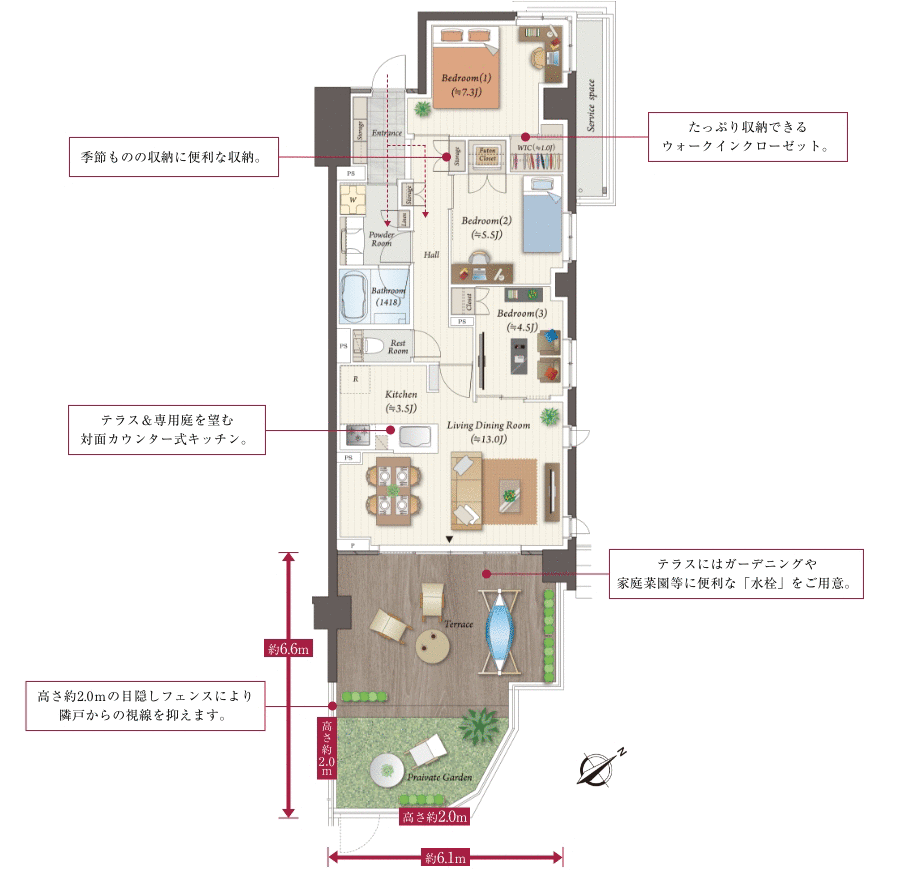 Bedroom(1)
(≒7.3J)
Service space
Storage
Entrance
たっぷり収納できる
ウォークインクローゼット。
季節ものの収納に便利な収納。
Storage
Futon
Closet
WIC(≒1.0J)
PS
W
Storage
Linen
Powder
Room
Bedroom(2)
(≒5.5J)
Hall
Bathroom
(1418)
Closet
PS
Bedroom(3)
(≒4.5J)
PS
Rest
Room
R
Kitchen
(≒3.5J)
テラス＆専用庭を望む
対面カウンター式キッチン。
Living Dining Room
(≒13.0J)
PS
P
テラスにはガーデニングや
家庭菜園等に便利な「水栓」をご用意。
Terrace
約6.6m
高さ約2.0mの目隠しフェンスにより
隣戸からの視線を抑えます。
高さ約2.0m
Praivate Garden
N
高さ約2.0m
約6.1m